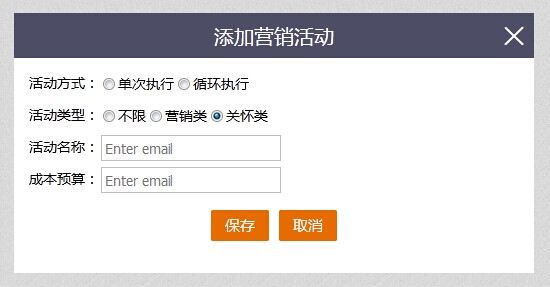 添加营销活动
活动方式：单次执行 循环执行
活动类型：不限 营销类 关怀类
活动名称：Enter email
成本预算：Enter email
保存 取消